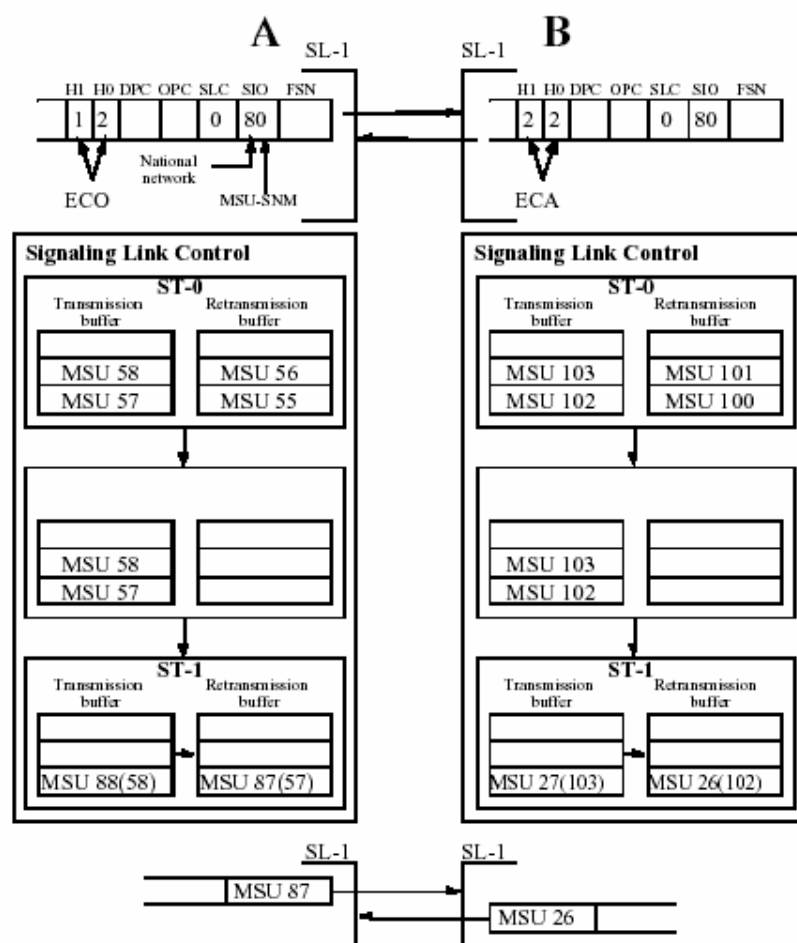 A B
SL-1 SL-1
H1 H0 DPC OPC SLC SIO FSN
1 2 0 80
National network
ECO
MSU-SNM
H1 H0 DPC OPC SLC SIO FSN
2 2 0 80
ECA
Signaling Link Control
ST-0
Transmission buffer
Retransmission buffer
MSU 58 MSU 56
MSU 57 MSU 55
MSU 58
MSU 57
ST-1
Transmission buffer
Retransmission buffer
MSU 88(58) MSU 87(57)
Signaling Link Control
ST-0
Transmission buffer
Retransmission buffer
MSU 103 MSU 101
MSU 102 MSU 100
MSU 103
MSU 102
ST-1
Transmission buffer
Retransmission buffer
MSU 27(103) MSU 26(102)
SL-1 SL-1
MSU 87
MSU 26